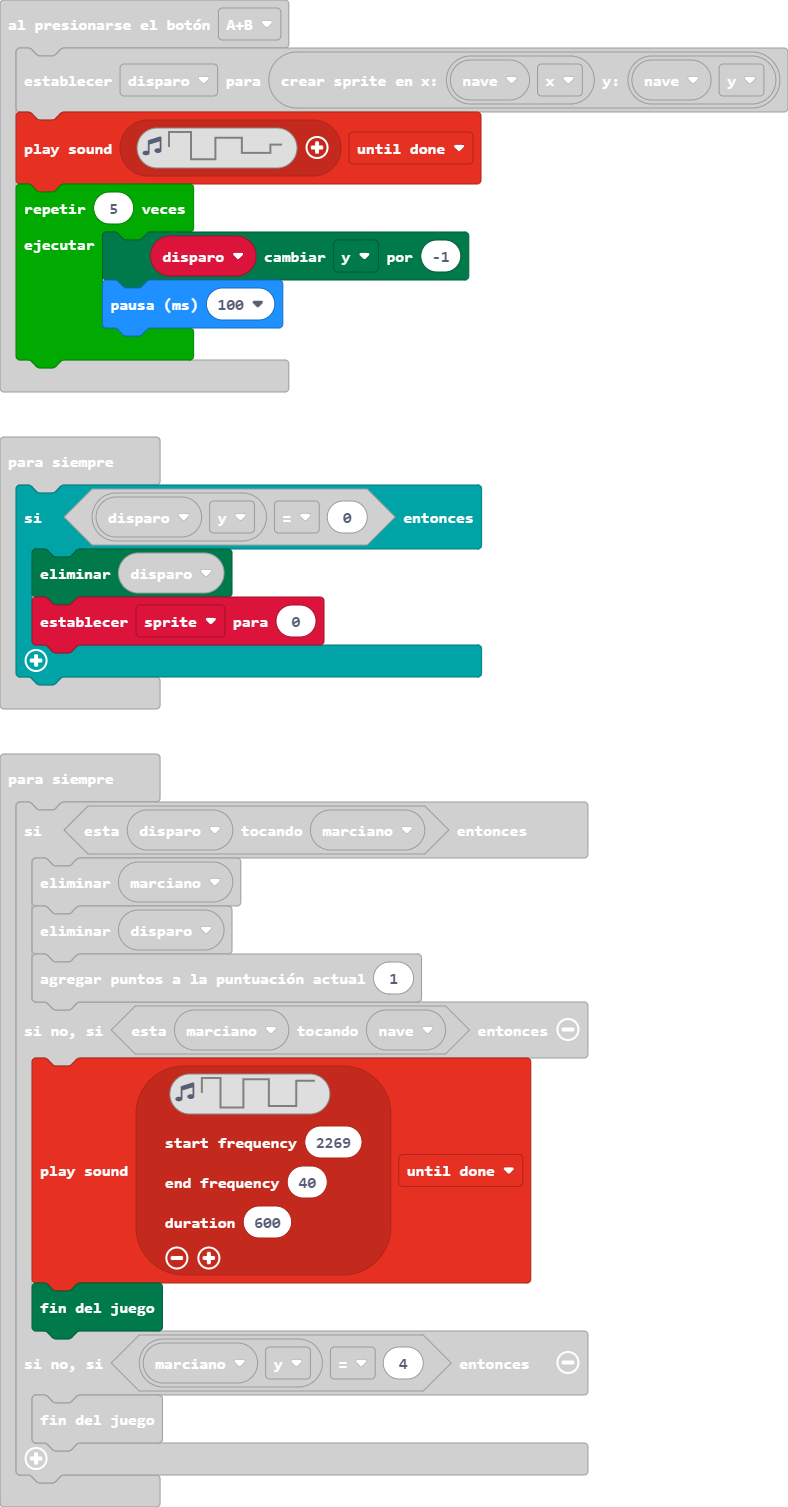 al presionarse el botón A+B
establecer disparo para crear sprite en x: nave x y: nave y
play sound until done
repetir 5 veces
ejecutar
disparo cambiar y por -1
pausa (ms) 100
para siempre
si disparo y = 0 entonces
eliminar disparo
establecer sprite para 0
para siempre
si esta disparo tocando marciano entonces
eliminar marciano
eliminar disparo
agregar puntos a la puntuación actual 1
si no, si esta marciano tocando nave entonces
start frequency 2269
end frequency 40
play sound until done
duration 600
fin del juego
si no, si marciano y = 4 entonces
fin del juego